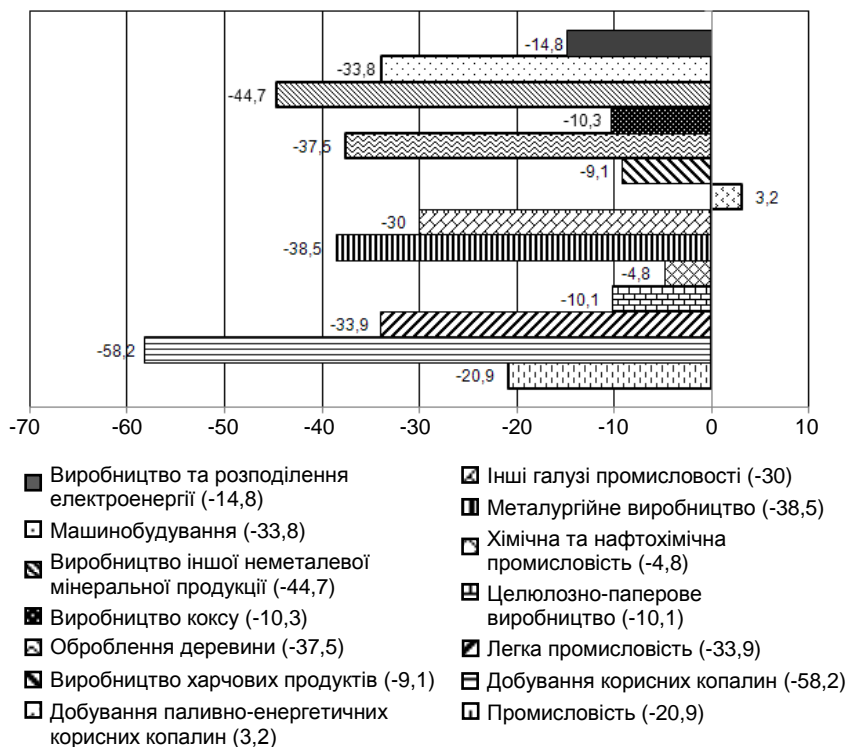 -14,8
-33,8
-44,7
-10,3
-37,5
-9,1
3,2
-30
-38,5
-4,8
-10,1
-33,9
-58,2
-20,9
-70 -60 -50 -40 -30 -20 -10 0 10
Виробництво та розподілення
електроенергії (-14,8)
Машинобудування (-33,8)
Виробництво іншої неметалевої
мінеральної продукції (-44,7)
Виробництво коксу (-10,3)
Оброблення деревини (-37,5)
Виробництво харчових продуктів (-9,1)
Добування паливно-енергетичних
корисних копалин (3,2)
Інші галузі промисловості (-30)
Металургійне виробництво (-38,5)
Хімічна та нафтохімічна
промисловість (-4,8)
Целюлозно-паперове
виробництво (-10,1)
Легка промисловість (-33,9)
Добування корисних копалин (-58,2)
Промисловість (-20,9)